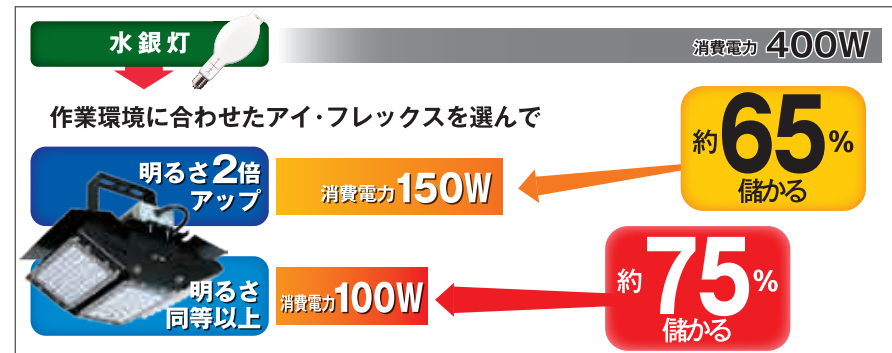 水銀灯
消費電力 400W
作業環境に合わせたアイ・フレックスを選んで
約65%
儲かる
明るさ2倍
アップ
消費電力150W
約75%
儲かる
明るさ
同等以上
消費電力100W